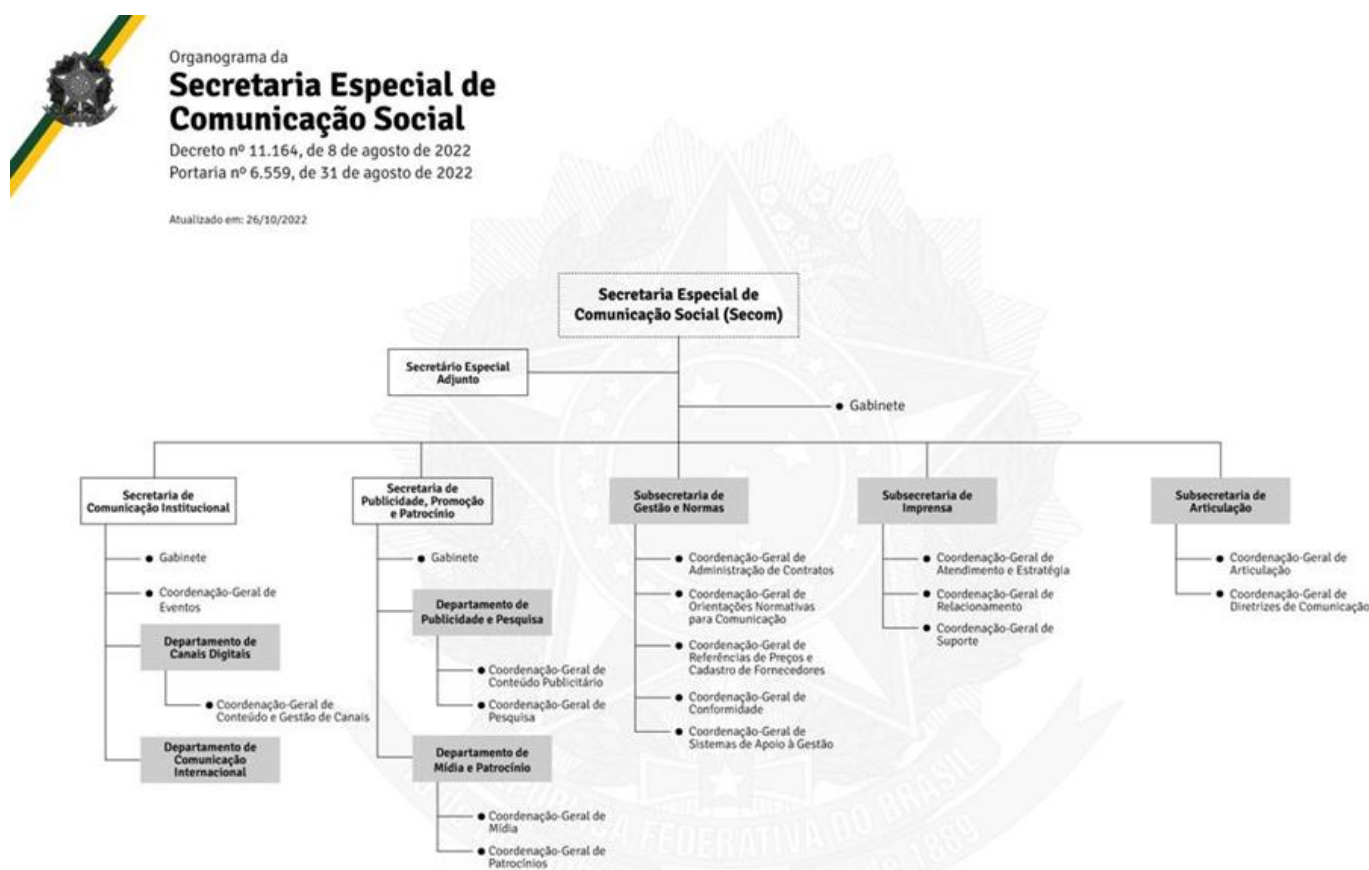 Organograma da
Secretaria Especial de
Comunicação Social
Decreto nº 11.164, de 8 de agosto de 2022
Portaria nº 6.559, de 31 de agosto de 2022
Atualizado em: 26/10/2022
Secretaria Especial de
Comunicação Social (Secom)
Secretário Especial
Adjunto
Gabinete
Secretaria de
Comunicação Institucional
Gabinete
Coordenação-Geral de
Eventos
Departamento de
Canais Digitais
Coordenação-Geral de
Conteúdo e Gestão de Canais
Departamento de
Comunicação
Internacional
Secretaria de
Publicidade, Promoção
e Patrocínio
Gabinete
Departamento de
Publicidade e Pesquisa
Coordenação-Geral de
Conteúdo Publicitário
Coordenação-Geral de
Pesquisa
Departamento de
Mídia e Patrocínio
Coordenação-Geral de
Mídia
Coordenação-Geral de
Patrocínios
Subsecretaria de
Gestão e Normas
Coordenação-Geral de
Administração de Contratos
Coordenação-Geral de
Orientações Normativas
para Comunicação
Coordenação-Geral de
Referências de Preços e
Cadastro de Fornecedores
Coordenação-Geral de
Conformidade
Coordenação-Geral de
Sistemas de Apoio à Gestão
Subsecretaria de
Imprensa
Coordenação-Geral de
Atendimento e Estratégia
Coordenação-Geral de
Relacionamento
Coordenação-Geral de
Suporte
Subsecretaria de
Articulação
Coordenação-Geral de
Articulação
Coordenação-Geral de
Diretrizes de Comunicação
FEDERATIVA DO BRASIL
de 1889